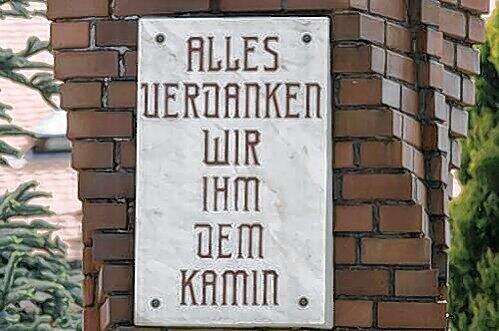 ALLES
VERDANKEN
WIR
IHM
DEM
KAMIN